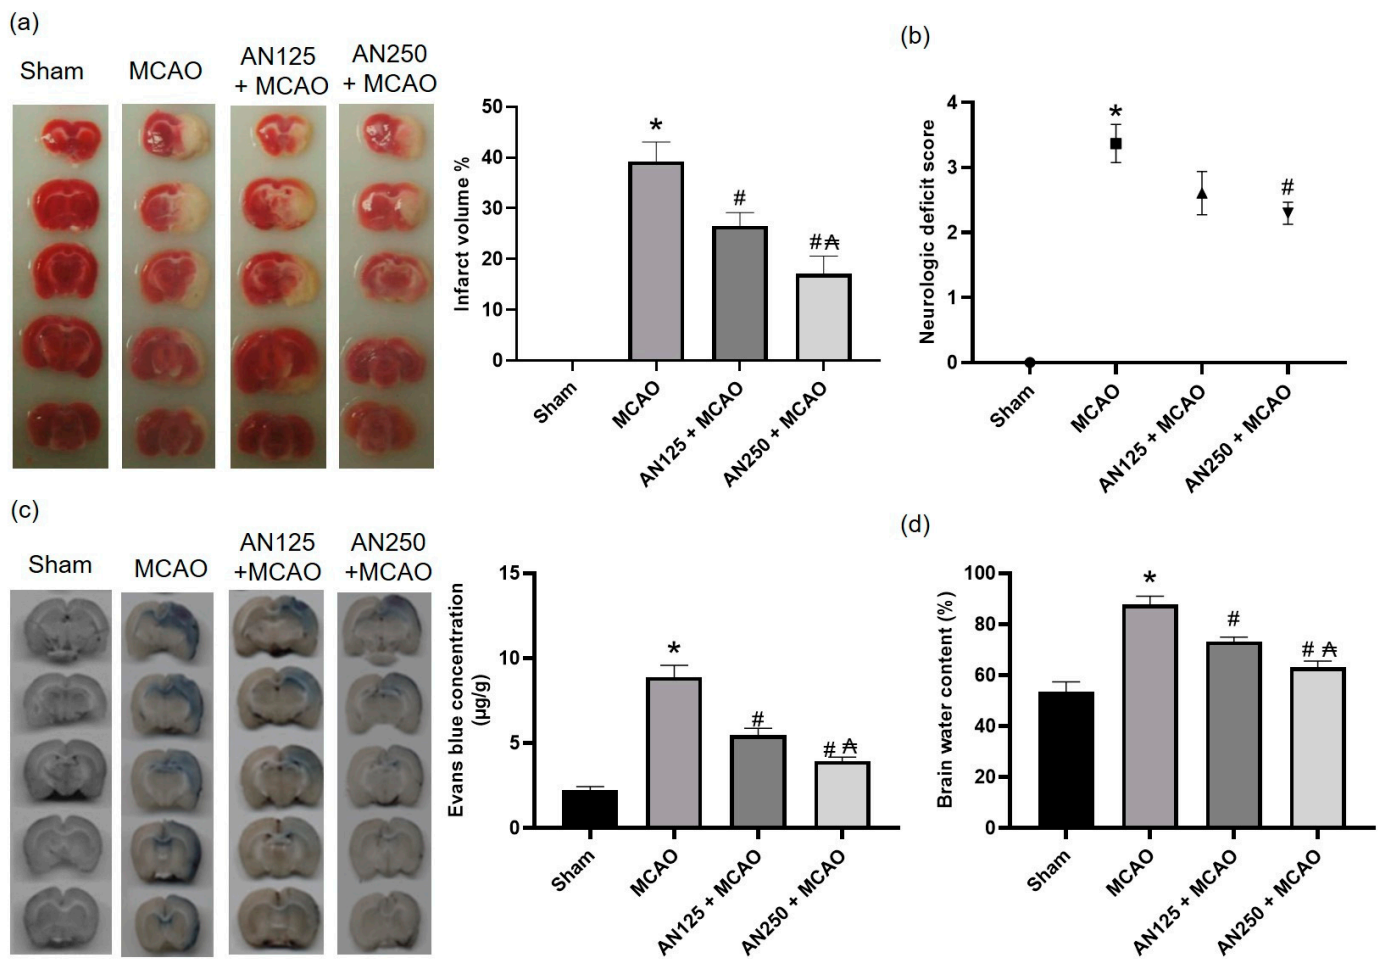 (a)
Sham
MCAO
AN125
+ MCAO
AN250
+ MCAO
Infarct volume %
50
40
30
20
10
0
*
#
#₳
Sham
MCAO
AN125 + MCAO
AN250 + MCAO
(b)
Neurologic deficit score
4
3
2
1
0
*
#
Sham
MCAO
AN125 + MCAO
AN250 + MCAO
(c)
Sham
MCAO
AN125
+MCAO
AN250
+MCAO
Evans blue concentration
(µg/g)
15
10
5
0
*
#
# ₳
Sham
MCAO
AN125 + MCAO
AN250 + MCAO
(d)
Brain water content (%)
100
80
60
40
20
0
*
#
# ₳
Sham
MCAO
AN125 + MCAO
AN250 + MCAO